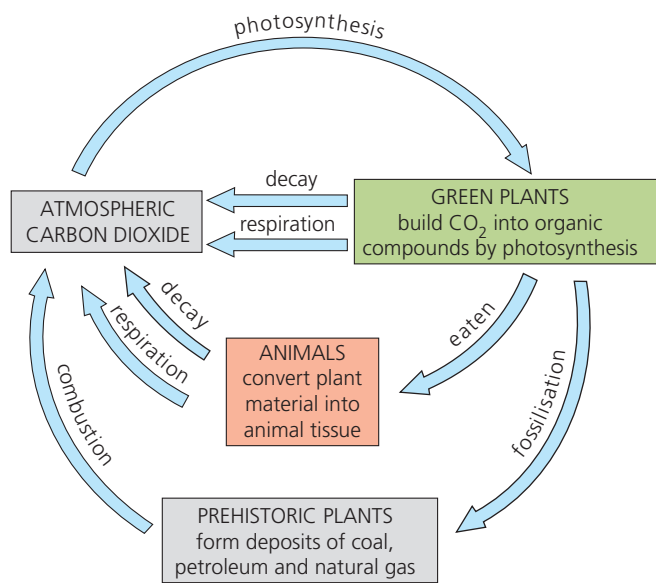 photosynthesis
decay
respiration
ATMOSPHERIC
CARBON DIOXIDE
GREEN PLANTS
build CO₂ into organic
compounds by photosynthesis
decay
respiration
combustion
ANIMALS
convert plant
material into
animal tissue
eaten
fossilisation
PREHISTORIC PLANTS
form deposits of coal,
petroleum and natural gas